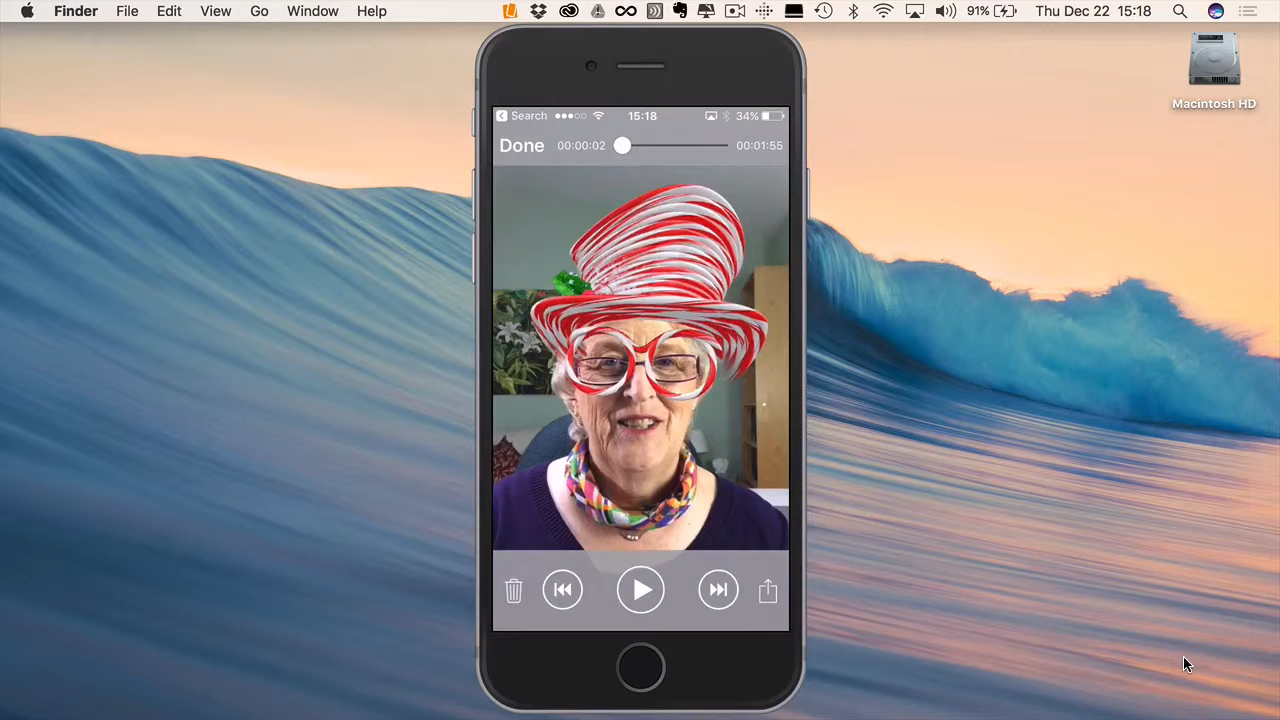 Finder File Edit View Go Window Help 91% Thu Dec 22 15:18
Macintosh HD
Search 15:18 34%
Done 00:00:02 00:01:55